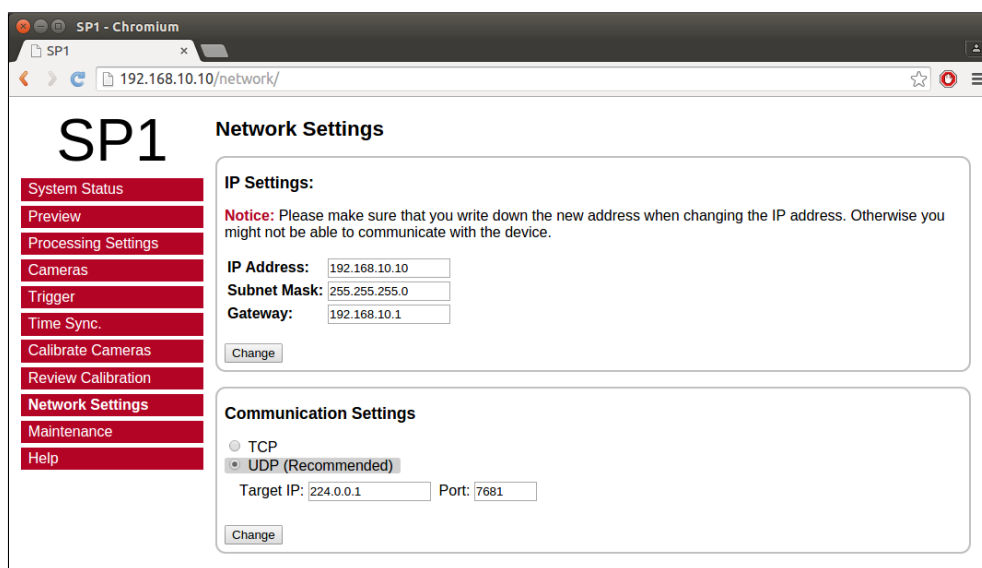 SP1 - Chromium
SP1
192.168.10.10/network/
SP1
System Status
Preview
Processing Settings
Cameras
Trigger
Time Sync.
Calibrate Cameras
Review Calibration
Network Settings
Maintenance
Help
Network Settings
IP Settings:
Notice: Please make sure that you write down the new address when changing the IP address. Otherwise you
might not be able to communicate with the device.
IP Address: 192.168.10.10
Subnet Mask: 255.255.255.0
Gateway: 192.168.10.1
Change
Communication Settings
TCP
UDP (Recommended)
Target IP: 224.0.0.1 Port: 7681
Change